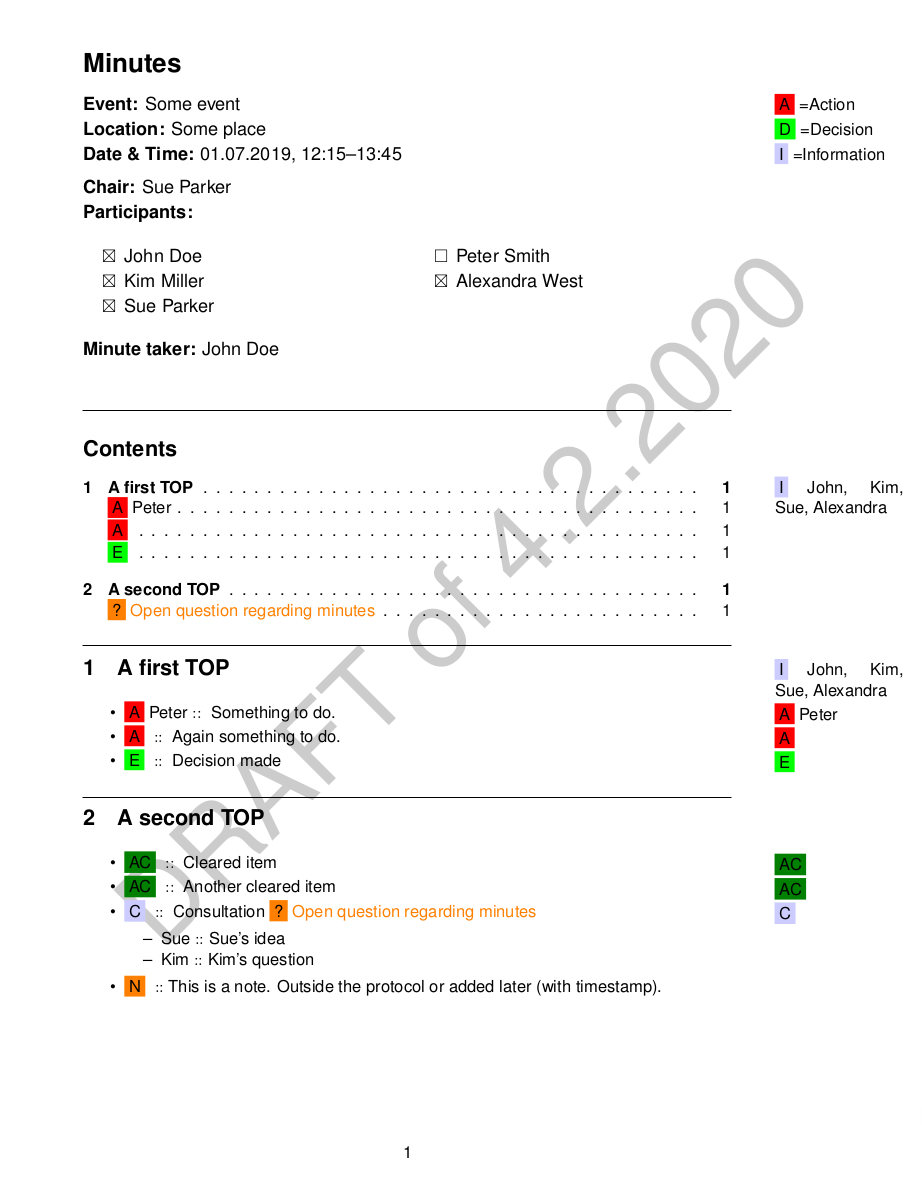 Minutes
Event: Some event
Location: Some place
Date & Time: 01.07.2019, 12:15–13:45
A =Action
D =Decision
I =Information
Chair: Sue Parker
Participants:
☒ John Doe
☒ Kim Miller
☒ Sue Parker
☐ Peter Smith
☒ Alexandra West
Minute taker: John Doe
Contents
1 A first TOP . . . . . . . . . . . . . . . . . . . . . . . . . . . . . . . . . . . . . . . 1
A Peter . . . . . . . . . . . . . . . . . . . . . . . . . . . . . . . . . . . . . . . . . 1
A . . . . . . . . . . . . . . . . . . . . . . . . . . . . . . . . . . . . . . . . . . . . 1
E . . . . . . . . . . . . . . . . . . . . . . . . . . . . . . . . . . . . . . . . . . . . 1
2 A second TOP . . . . . . . . . . . . . . . . . . . . . . . . . . . . . . . . . . . . . 1
? Open question regarding minutes . . . . . . . . . . . . . . . . . . . . . . . . . 1
I John, Kim,
Sue, Alexandra
1 A first TOP
• A Peter :: Something to do.
• A :: Again something to do.
• E :: Decision made
I John, Kim,
Sue, Alexandra
A Peter
A
E
2 A second TOP
• AC :: Cleared item
• AC :: Another cleared item
• C :: Consultation ? Open question regarding minutes
– Sue :: Sue's idea
– Kim :: Kim's question
• N :: This is a note. Outside the protocol or added later (with timestamp).
AC
AC
C
DRAFT of 4.2.2020
1